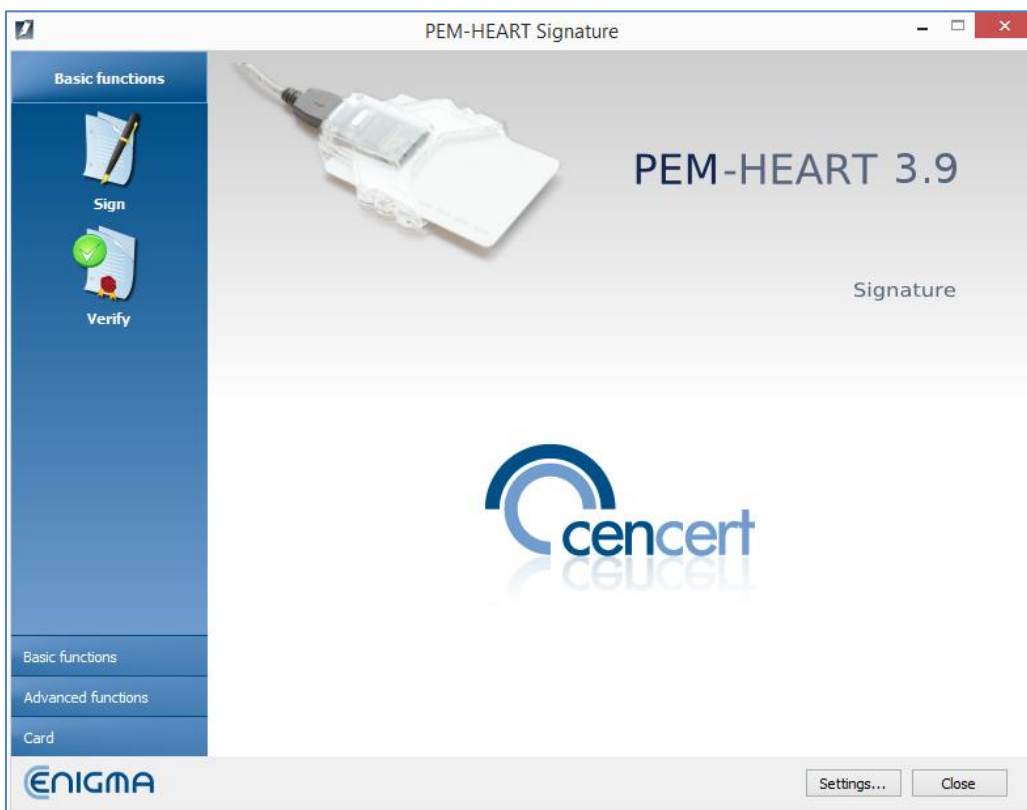 PEM-HEART Signature
Basic functions
Sign
Verify
PEM-HEART 3.9
Signature
cencert
Basic functions
Advanced functions
Card
ENIGMA
Settings...
Close